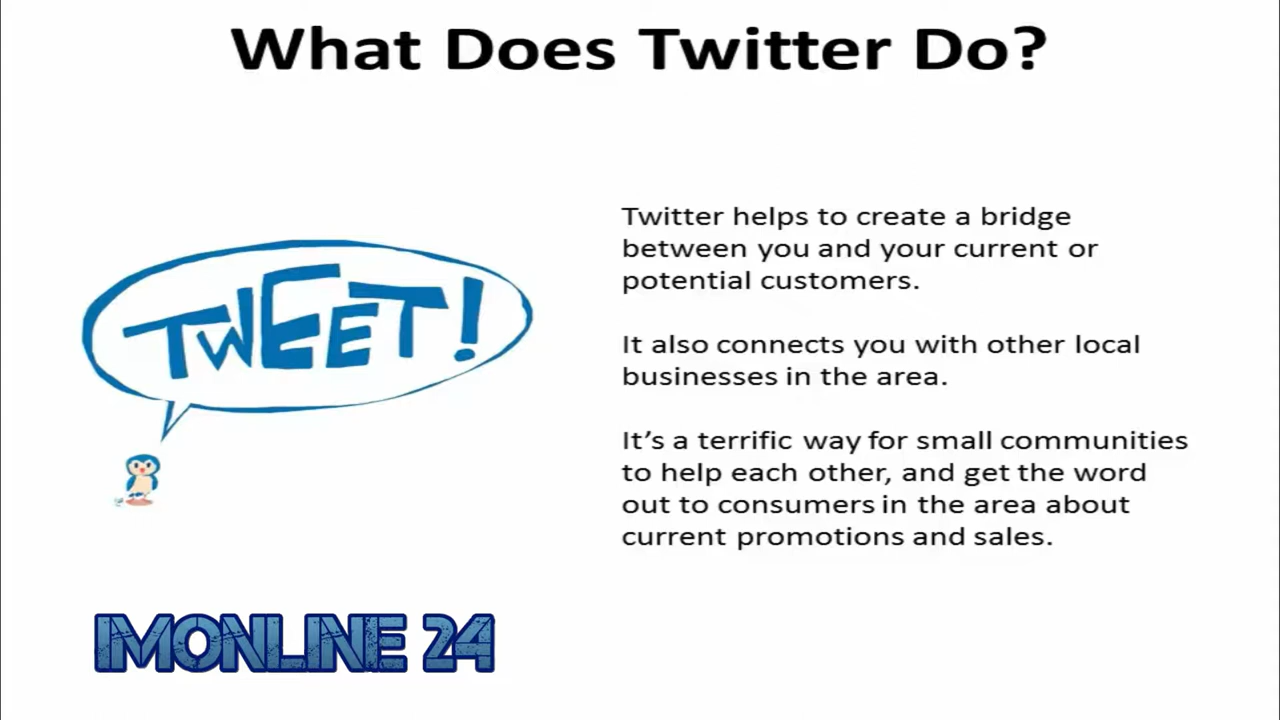 What Does Twitter Do?
TWEET!
Twitter helps to create a bridge
between you and your current or
potential customers.
It also connects you with other local
businesses in the area.
It’s a terrific way for small communities
to help each other, and get the word
out to consumers in the area about
current promotions and sales.
IMONLINE 24